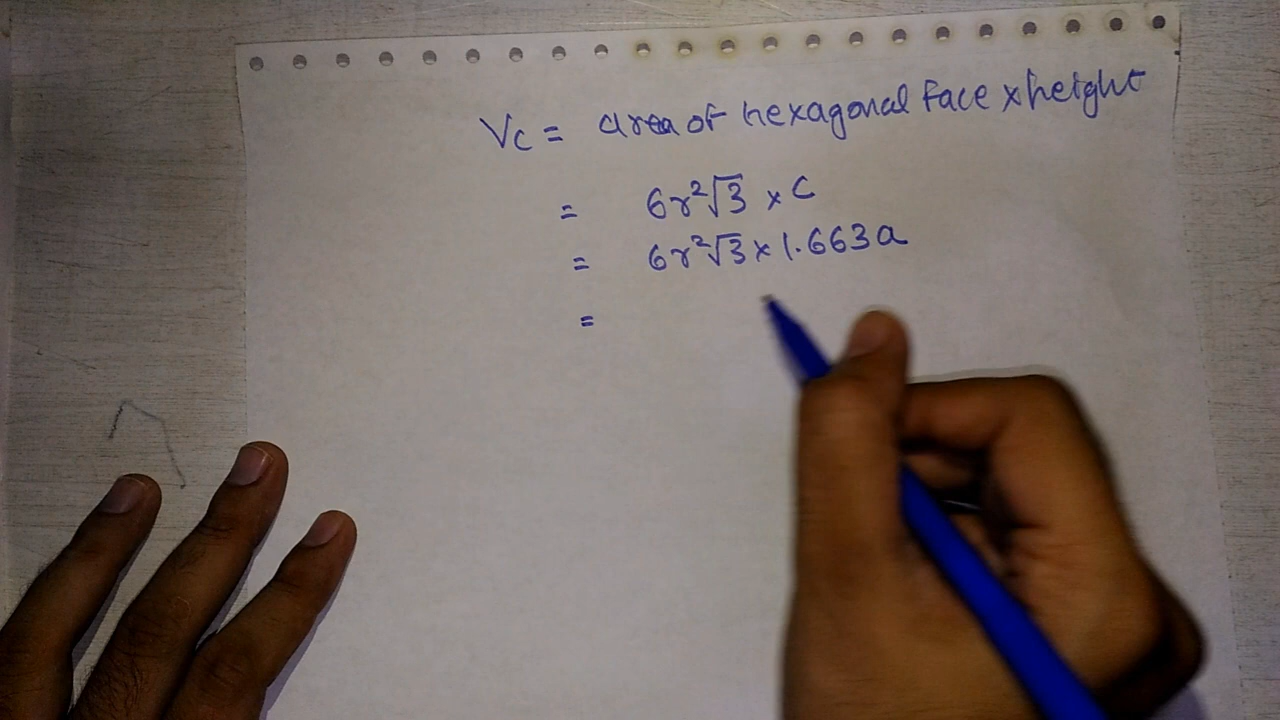 Vc = area of hexagonal face × height
= 6r²√3 × c
= 6r²√3 × 1.663a
=